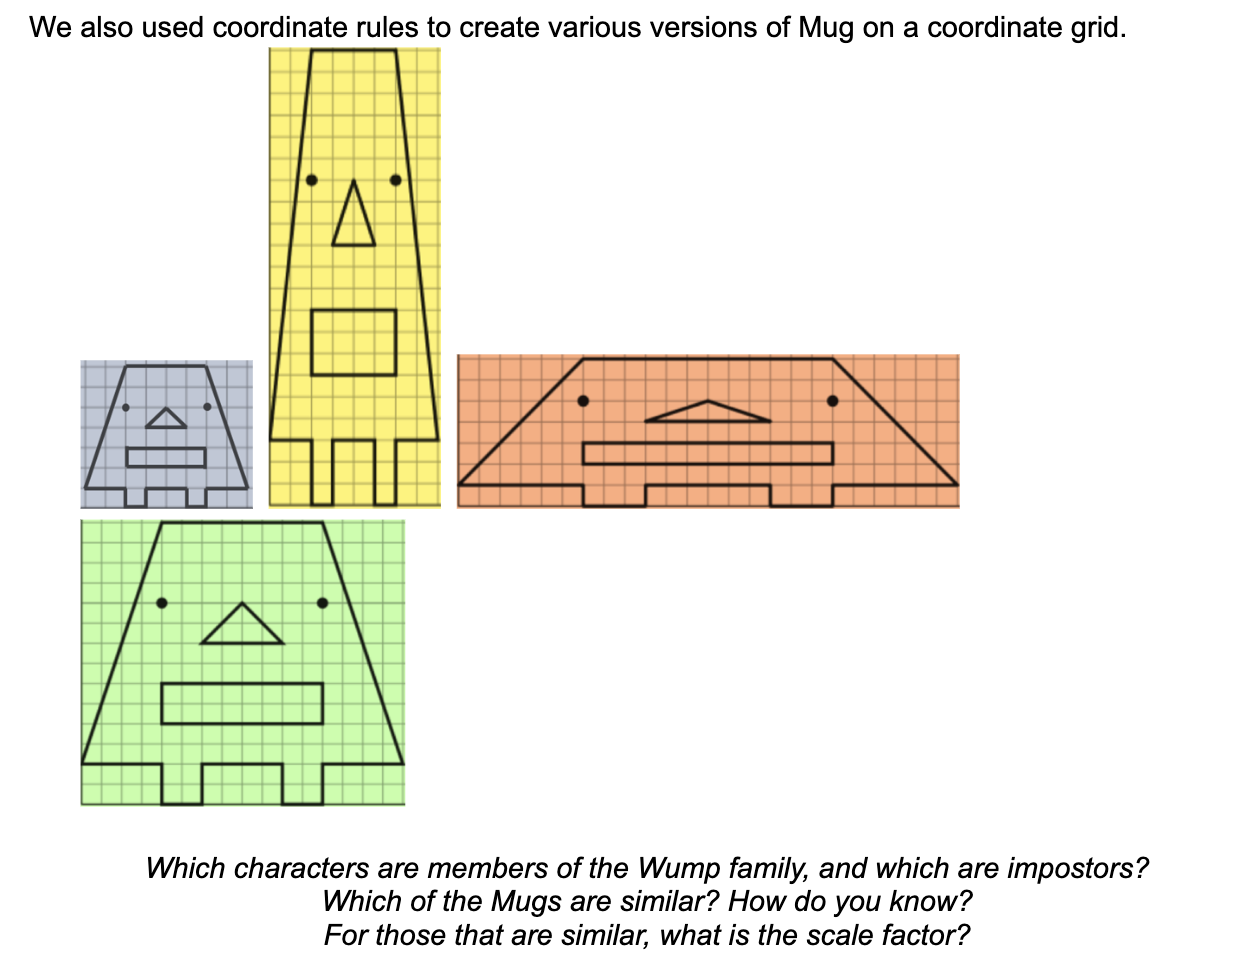 We also used coordinate rules to create various versions of Mug on a coordinate grid.
Which characters are members of the Wump family, and which are impostors?
Which of the Mugs are similar? How do you know?
For those that are similar, what is the scale factor?